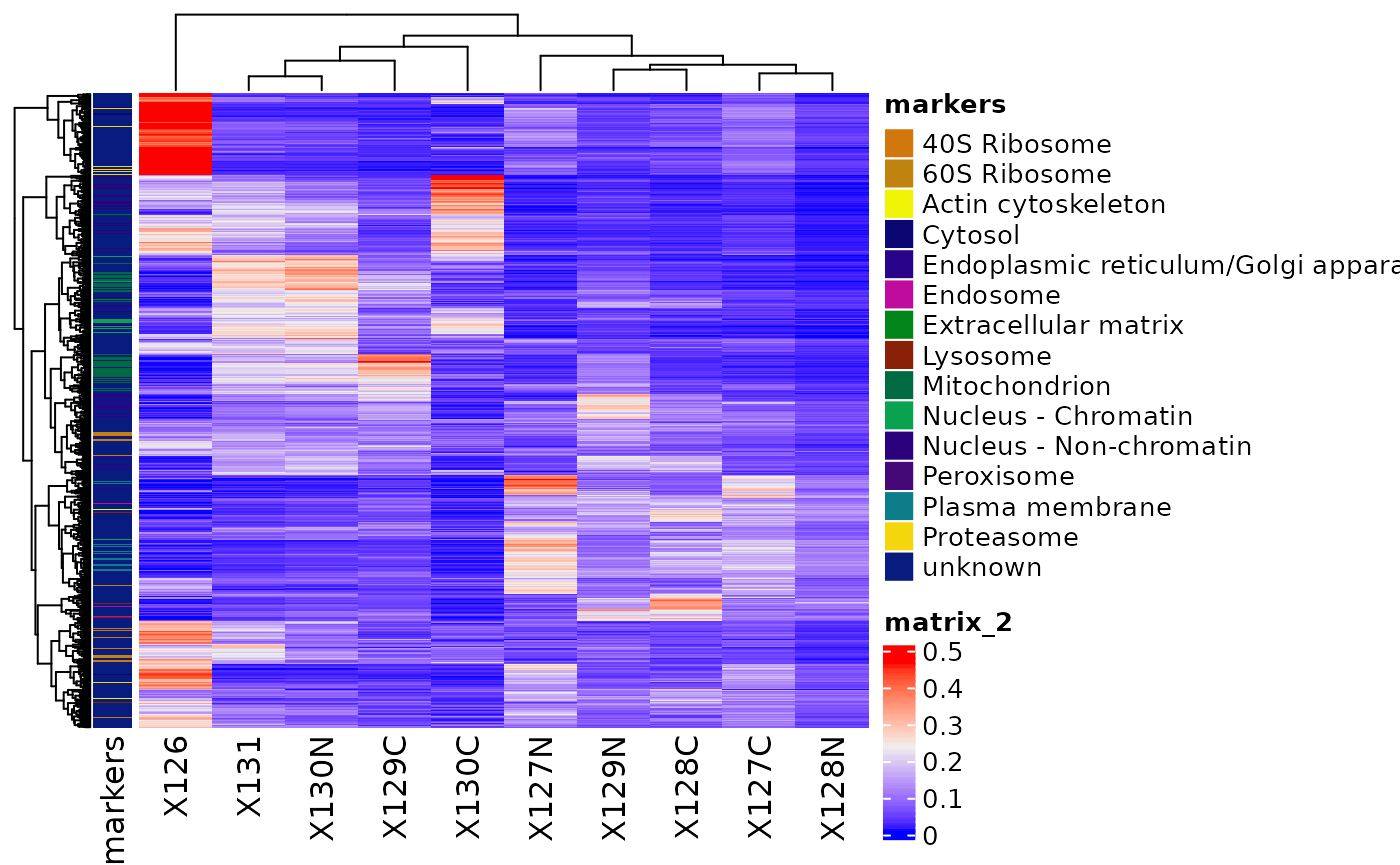 markers
40S Ribosome
60S Ribosome
Actin cytoskeleton
Cytosol
Endoplasmic reticulum/Golgi appara
Endosome
Extracellular matrix
Lysosome
Mitochondrion
Nucleus - Chromatin
Nucleus - Non-chromatin
Peroxisome
Plasma membrane
Proteasome
unknown
matrix_2
0.5
0.4
0.3
0.2
0.1
0
markers
X126
X131
X130N
X129C
X130C
X127N
X129N
X128C
X127C
X128N